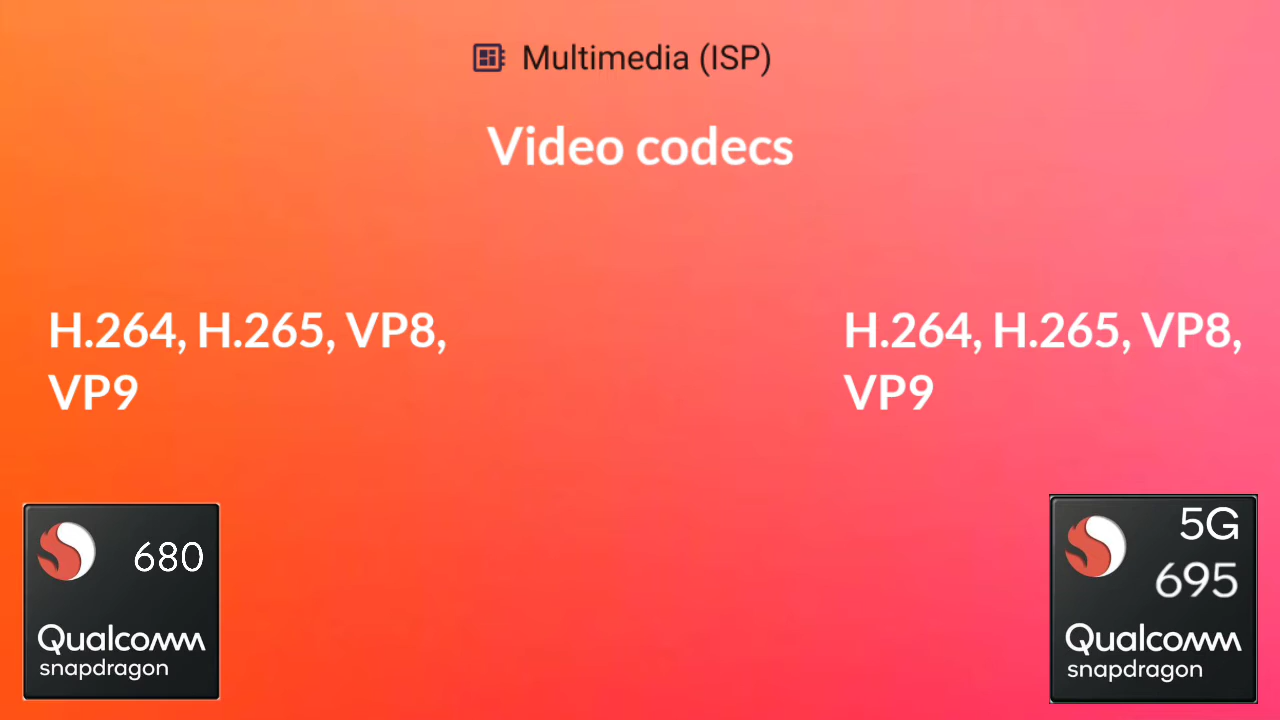 Multimedia (ISP)
Video codecs
H.264, H.265, VP8,
VP9
H.264, H.265, VP8,
VP9
680
Qualcomm
snapdragon
5G
695
Qualcomm
snapdragon